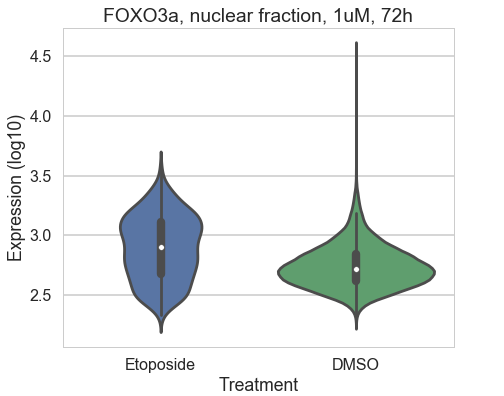 FOXO3a, nuclear fraction, 1uM, 72h
4.5
4.0
3.5
3.0
2.5
Expression (log10)
Etoposide
DMSO
Treatment